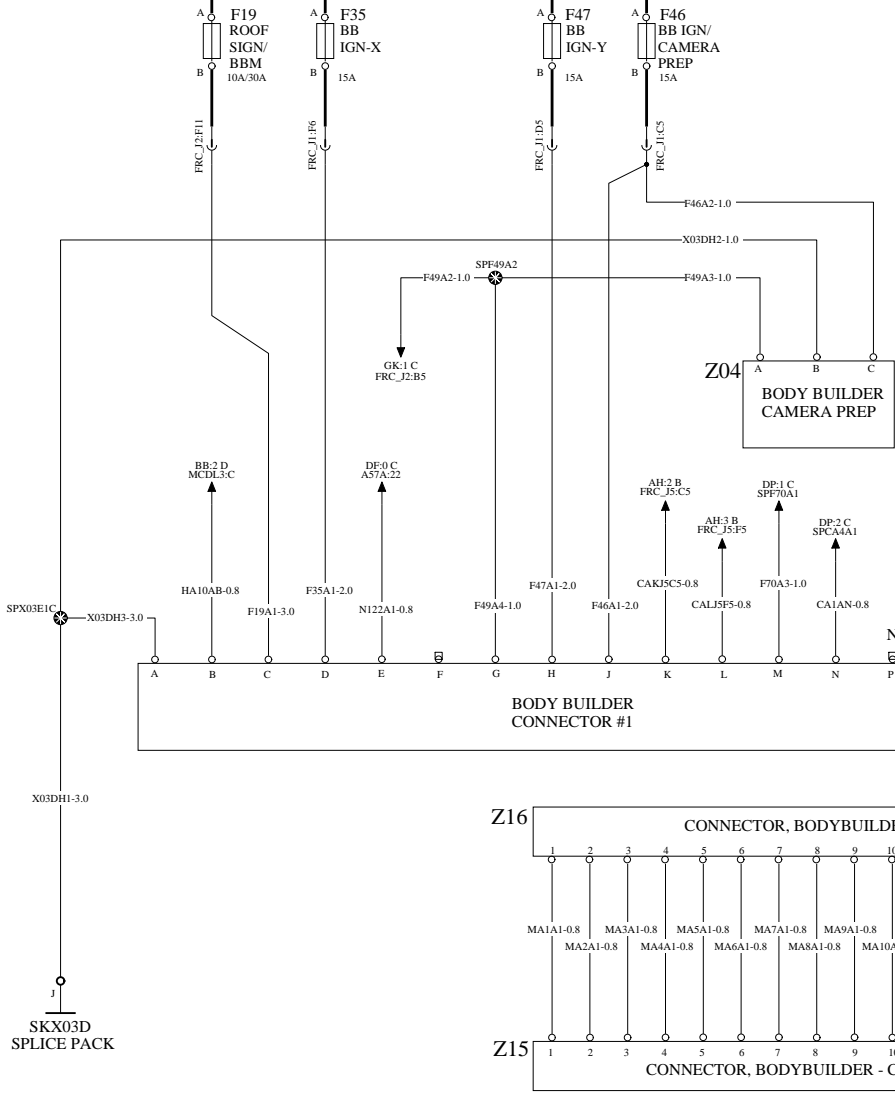 A
F19
ROOF
SIGN/
BBM
10A/30A
B
A
F35
BB
IGN-X
B
15A
A
F47
BB
IGN-Y
B
15A
A
F46
BB IGN/
CAMERA
PREP
B
15A
FRC_J2:F11
FRC_J1:F6
FRC_J1:D5
FRC_J1:C5
F46A2-1.0
X03DH2-1.0
SPF49A2
F49A2-1.0
F49A3-1.0
GK:1 C
FRC_J2:B5
Z04
A
B
C
BODY BUILDER
CAMERA PREP
BB:2 D
MCDL3:C
DF:0 C
A57A:22
AH:2 B
FRC_J5:C5
AH:3 B
FRC_J5:F5
DP:1 C
SPF70A1
DP:2 C
SPCA4A1
HA10AB-0.8
F19A1-3.0
F35A1-2.0
N122A1-0.8
F49A4-1.0
F47A1-2.0
F46A1-2.0
CAKJ5C5-0.8
CALJ5F5-0.8
F70A3-1.0
CA1AN-0.8
SPX03E1C
X03DH3-3.0
N
A
B
C
D
E
F
G
H
J
K
L
M
N
P
BODY BUILDER
CONNECTOR #1
X03DH1-3.0
Z16
CONNECTOR, BODYBUILDE
1
2
3
4
5
6
7
8
9
10
MA1A1-0.8
MA3A1-0.8
MA5A1-0.8
MA7A1-0.8
MA9A1-0.8
MA2A1-0.8
MA4A1-0.8
MA6A1-0.8
MA8A1-0.8
MA10A
J
SKX03D
SPLICE PACK
Z15
1
2
3
4
5
6
7
8
9
10
CONNECTOR, BODYBUILDER - C